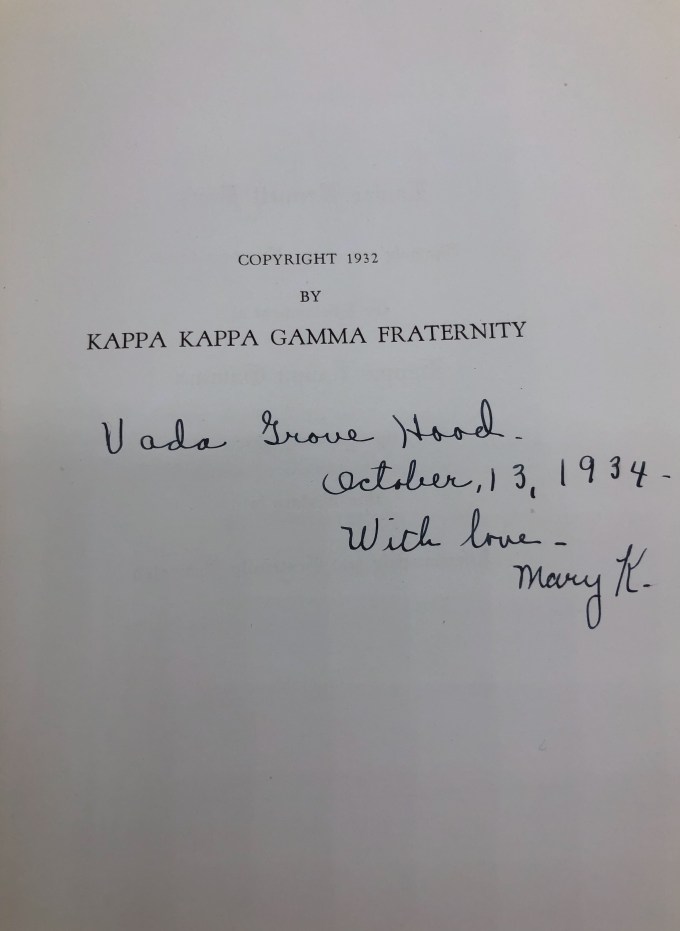 COPYRIGHT 1932
BY
KAPPA KAPPA GAMMA FRATERNITY
Vada Grove Hood.
October, 13, 1934-
With love-
Mary K.